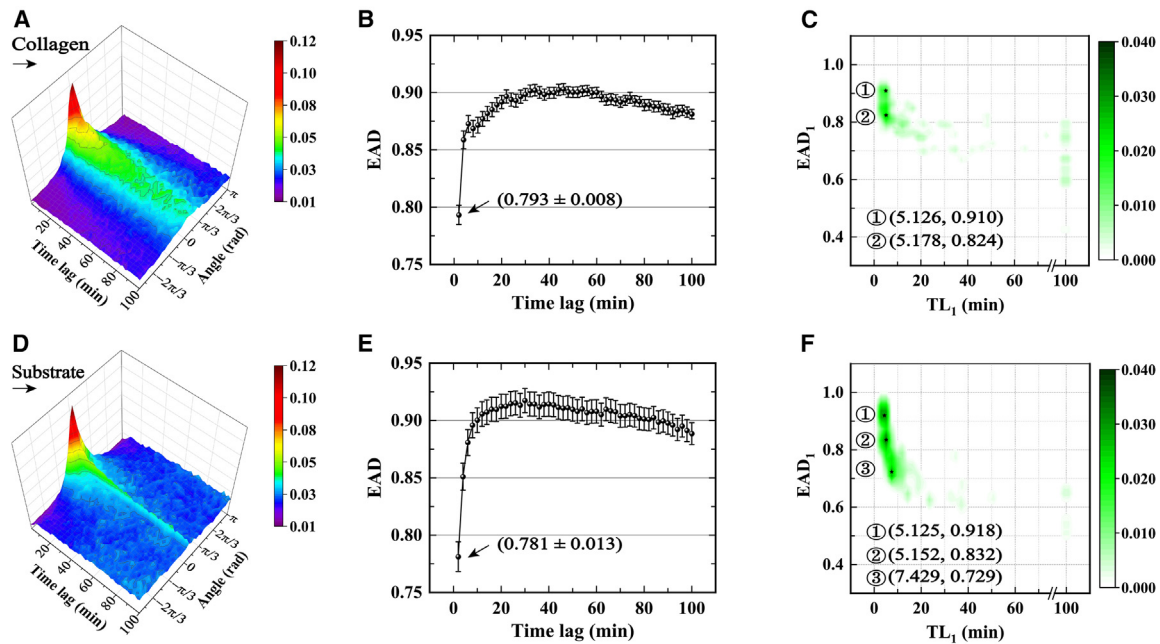 A
Collagen
0.12
0.10
0.08
0.06
0.05
0.03
0.01
20
40
60
80
100
Time lag (min)
−2π/3
−π/3
0
π/3
2π/3
π
Angle (rad)
B
0.95
0.90
0.85
0.80
0.75
EAD
(0.793 ± 0.008)
0 20 40 60 80 100
Time lag (min)
C
1.0
0.8
0.6
0.4
EAD₁
①
②
①(5.126, 0.910)
②(5.178, 0.824)
0 20 40 60 100
TL₁ (min)
0.040
0.030
0.020
0.010
0.000
D
Substrate
0.12
0.10
0.08
0.06
0.05
0.03
0.01
20
40
60
80
100
Time lag (min)
−2π/3
−π/3
0
π/3
2π/3
π
Angle (rad)
E
0.95
0.90
0.85
0.80
0.75
EAD
(0.781 ± 0.013)
0 20 40 60 80 100
Time lag (min)
F
1.0
0.8
0.6
0.4
EAD₁
①
②
③
①(5.125, 0.918)
②(5.152, 0.832)
③(7.429, 0.729)
0 20 40 60 100
TL₁ (min)
0.040
0.030
0.020
0.010
0.000